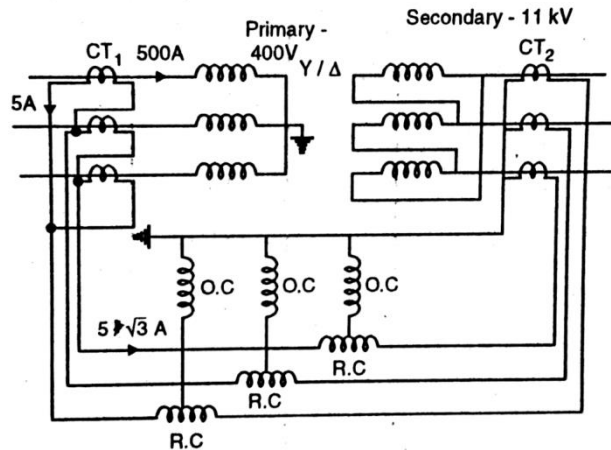 Primary -
400V
Secondary - 11 kV
CT1
500A
Y / Δ
CT2
5A
O.C
O.C
O.C
5 √3 A
R.C
R.C
R.C